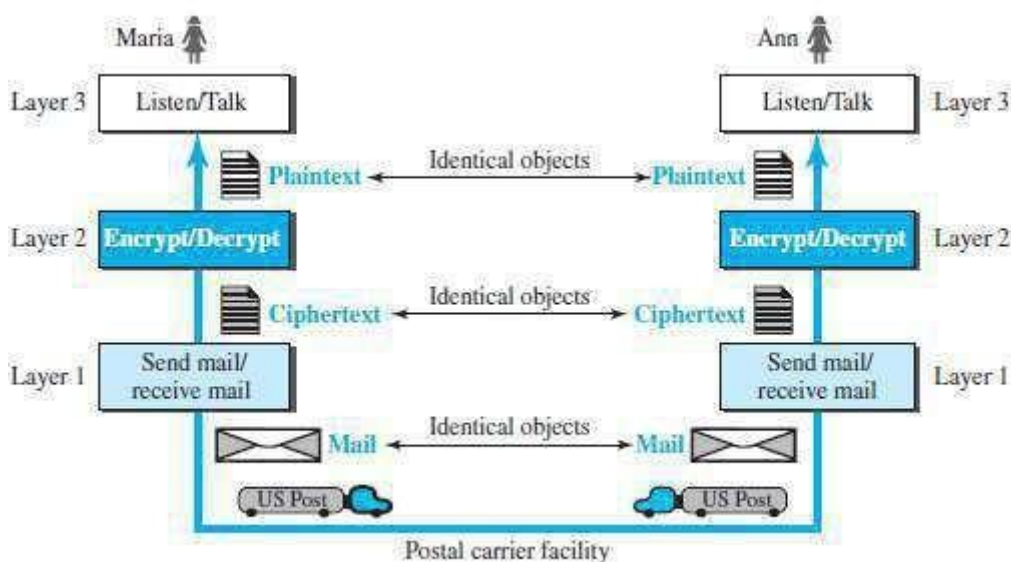 Maria
Ann
Layer 3
Listen/Talk
Listen/Talk
Layer 3
Identical objects
Plaintext
Plaintext
Layer 2
Encrypt/Decrypt
Encrypt/Decrypt
Layer 2
Identical objects
Ciphertext
Ciphertext
Layer 1
Send mail/
receive mail
Send mail/
receive mail
Layer 1
Identical objects
Mail
Mail
US Post
US Post
Postal carrier facility